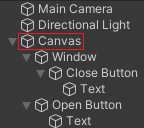 Main Camera
Directional Light
Canvas
Window
Close Button
Text
Open Button
Text